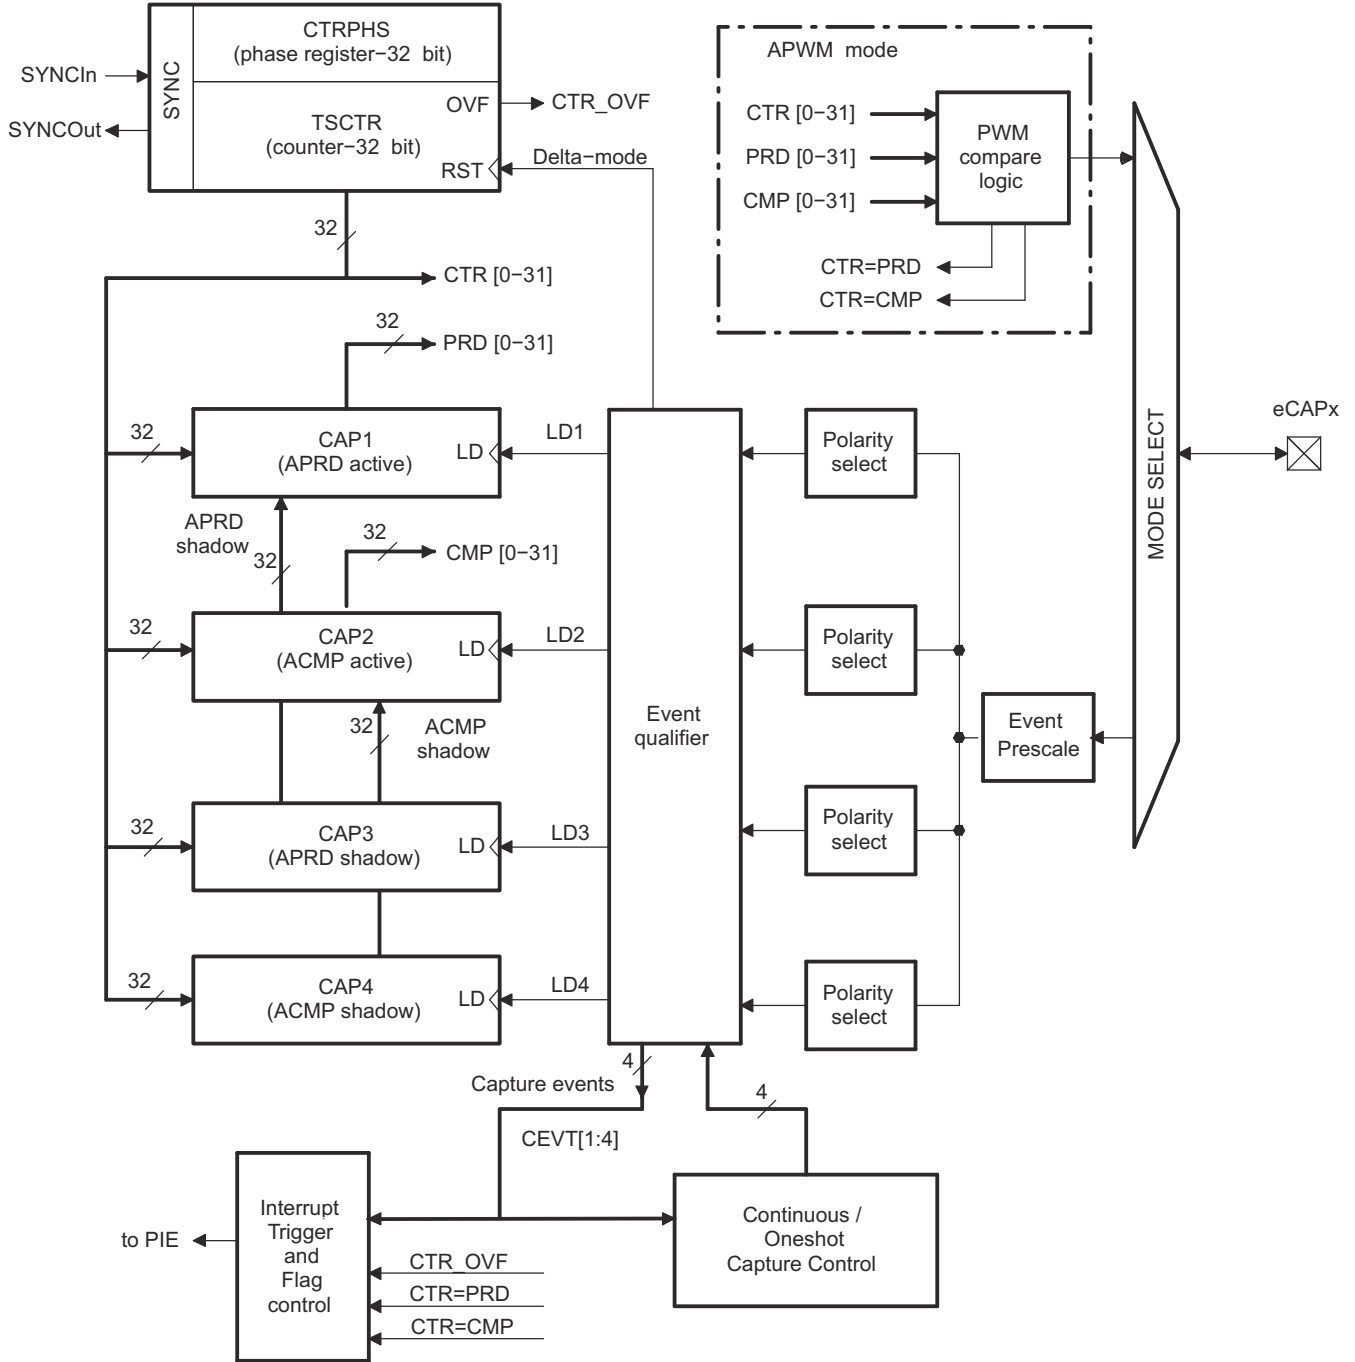 CTRPHS
(phase register−32 bit)
SYNC
SYNCIn
SYNCOut
OVF
CTR_OVF
TSCTR
(counter−32 bit)
RST
Delta−mode
32
CTR [0−31]
32
PRD [0−31]
APWM mode
CTR [0−31]
PRD [0−31]
CMP [0−31]
PWM
compare
logic
CTR=PRD
CTR=CMP
MODE SELECT
eCAPx
32
CAP1
(APRD active)
LD
LD1
Polarity
select
APRD
shadow
32
32
CMP [0−31]
32
CAP2
(ACMP active)
LD
LD2
Polarity
select
32
ACMP
shadow
Event
qualifier
Event
Prescale
32
CAP3
(APRD shadow)
LD
LD3
Polarity
select
32
CAP4
(ACMP shadow)
LD
LD4
Polarity
select
4
Capture events
4
CEVT[1:4]
Interrupt
Trigger
and
Flag
control
to PIE
CTR_OVF
CTR=PRD
CTR=CMP
Continuous /
Oneshot
Capture Control